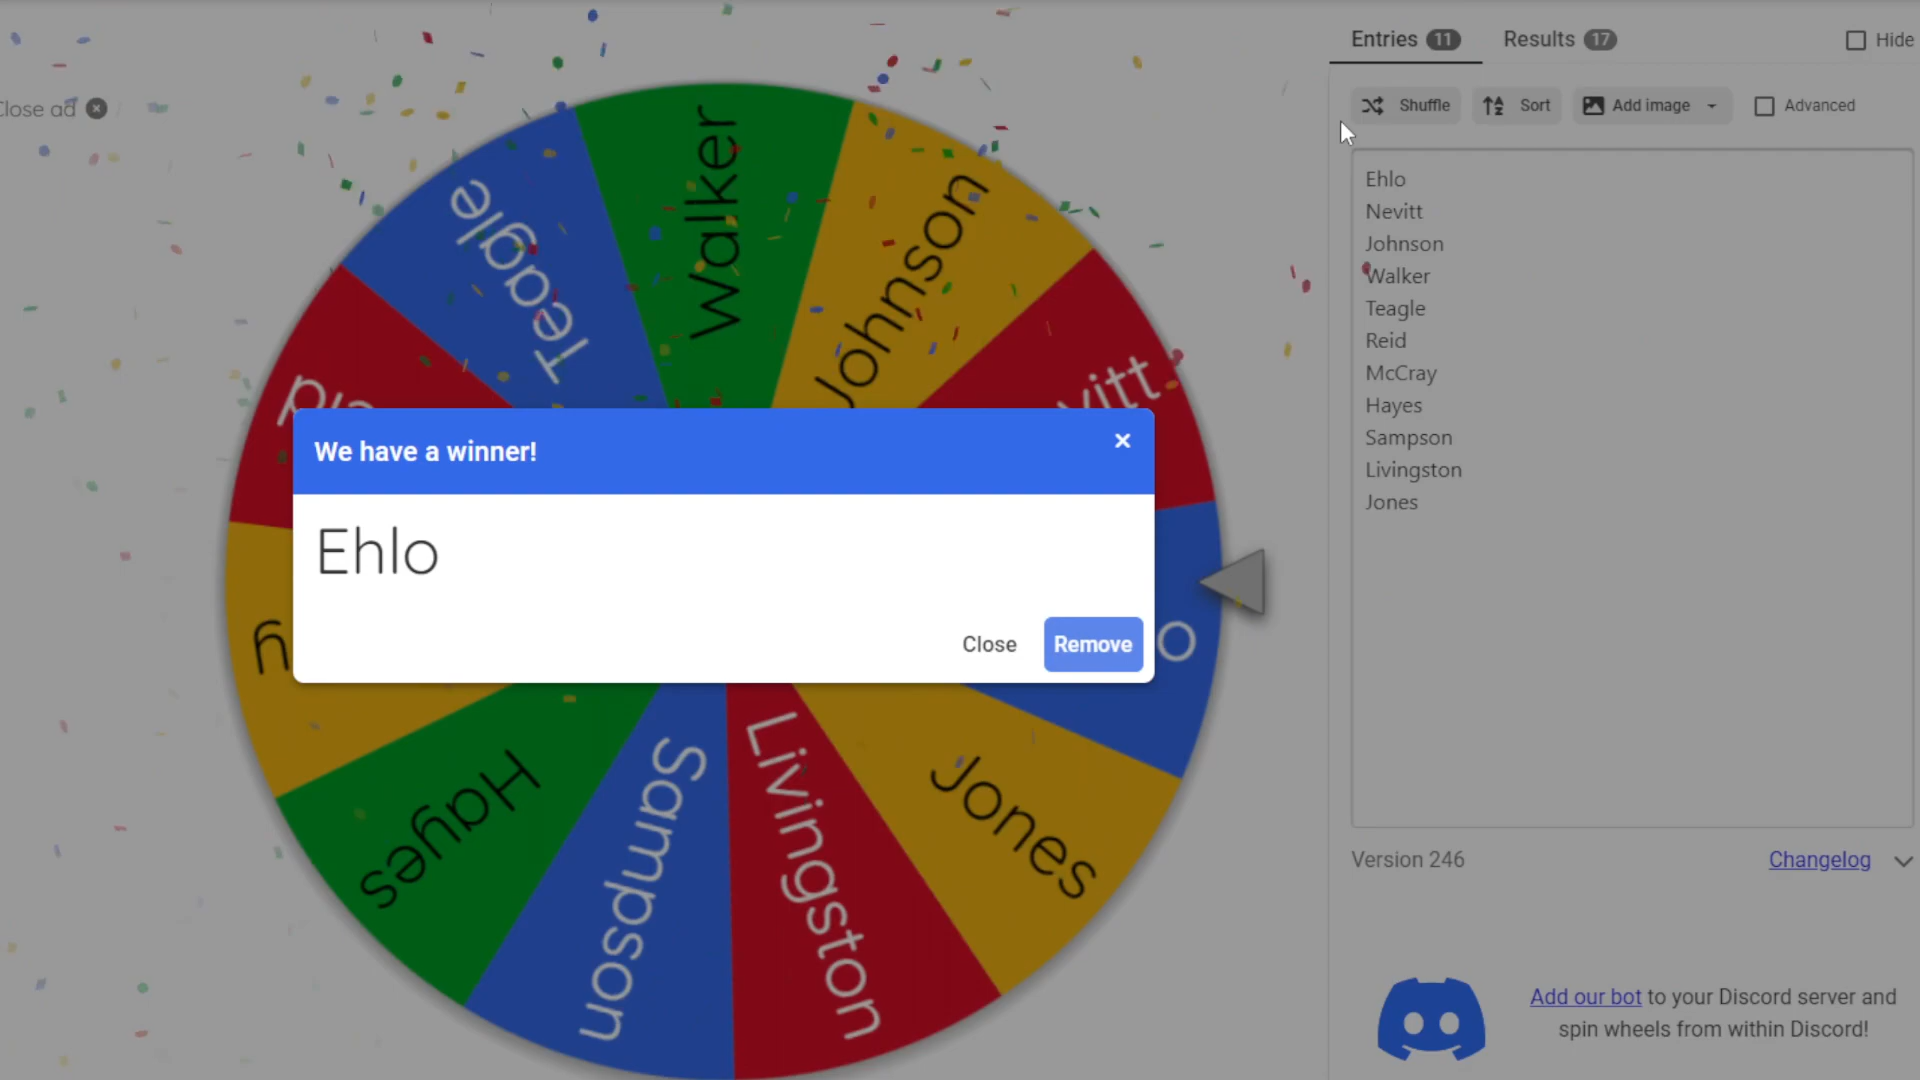 Entries 11
Results 17
Hide
Close ad
Shuffle
Sort
Add image
Advanced
Ehlo
Nevitt
Johnson
Walker
Teagle
Reid
McCray
Hayes
Sampson
Livingston
Jones
Walker
Johnson
Teagle
We have a winner!
Ehlo
Close
Remove
Hayes
Sampson
Livingston
Jones
Version 246
Changelog
Add our bot to your Discord server and
spin wheels from within Discord!